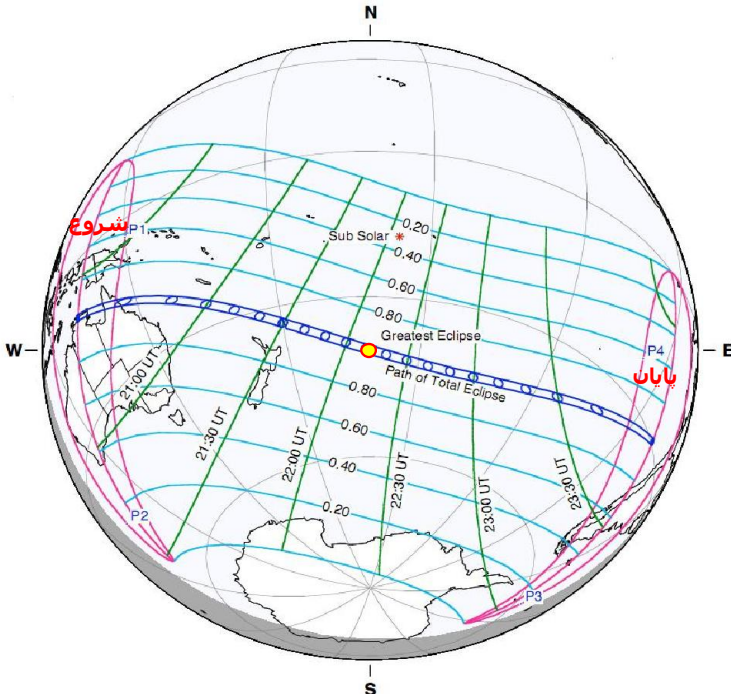 N
شروع
P1
Sub Solar
0.20
0.40
0.60
0.80
Greatest Eclipse
W
E
P4
پایان
Path of Total Eclipse
21:00 UT
0.80
21:30 UT
0.60
22:00 UT
0.40
22:30 UT
23:00 UT
23:30 UT
0.20
P2
P3
S